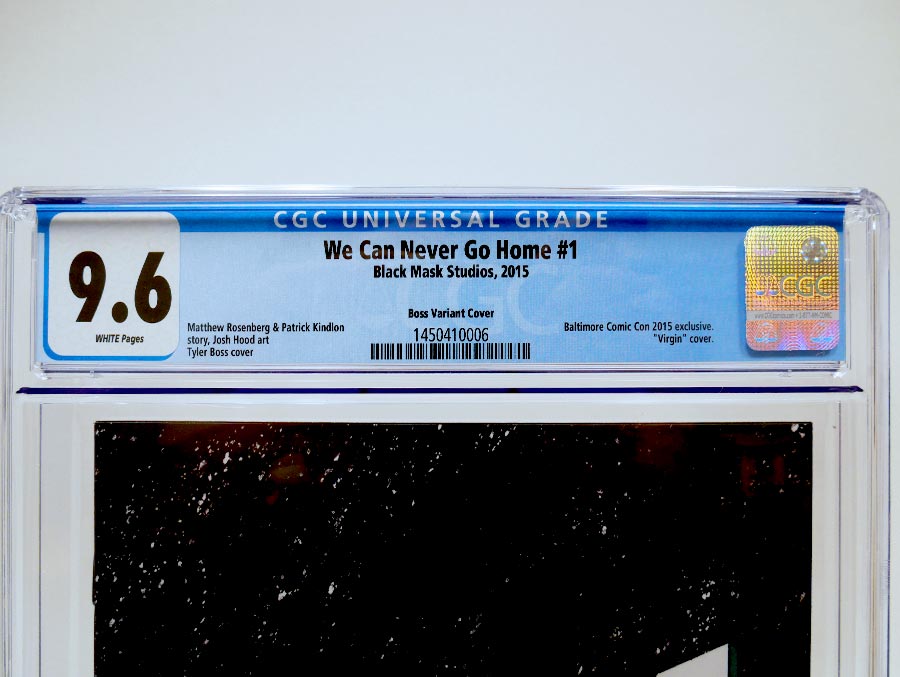 CGC UNIVERSAL GRADE
9.6
WHITE Pages
We Can Never Go Home #1
Black Mask Studios, 2015
Boss Variant Cover
1450410006
Matthew Rosenberg & Patrick Kindlon
story, Josh Hood art
Tyler Boss cover
Baltimore Comic Con 2015 exclusive.
"Virgin" cover.
CGC